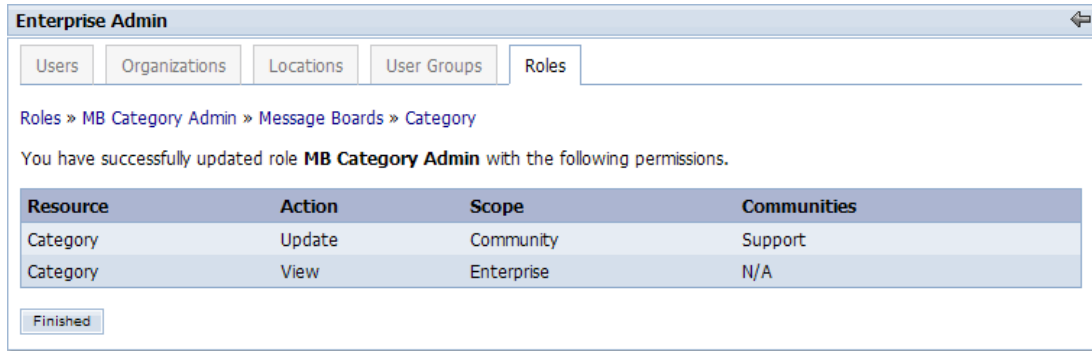 Enterprise Admin
Users Organizations Locations User Groups Roles
Roles » MB Category Admin » Message Boards » Category
You have successfully updated role MB Category Admin with the following permissions.
Resource Action Scope Communities
Category Update Community Support
Category View Enterprise N/A
Finished